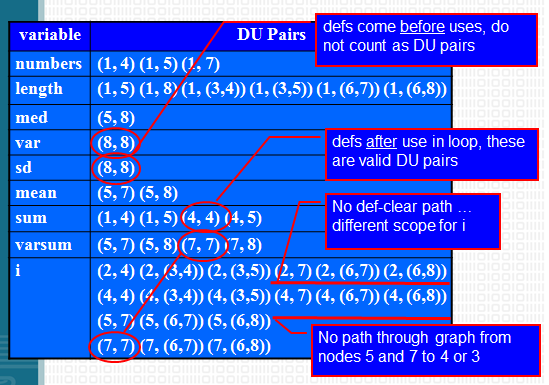 variable DU Pairs
numbers (1, 4) (1, 5) (1, 7)
length (1, 5) (1, 8) (1, (3,4)) (1, (3,5)) (1, (6,7)) (1, (6,8))
med (5, 8)
var (8, 8)
sd (8, 8)
mean (5, 7) (5, 8)
sum (1, 4) (1, 5) (4, 4) (4, 5)
varsum (5, 7) (5, 8) (7, 7) (7, 8)
i (2, 4) (2, (3,4)) (2, (3,5)) (2, 7) (2, (6,7)) (2, (6,8))
(4, 4) (4, (3,4)) (4, (3,5)) (4, 7) (4, (6,7)) (4, (6,8))
(5, 7) (5, (6,7)) (5, (6,8))
(7, 7) (7, (6,7)) (7, (6,8))
defs come before uses, do
not count as DU pairs
defs after use in loop, these
are valid DU pairs
No def-clear path …
different scope for i
No path through graph from
nodes 5 and 7 to 4 or 3